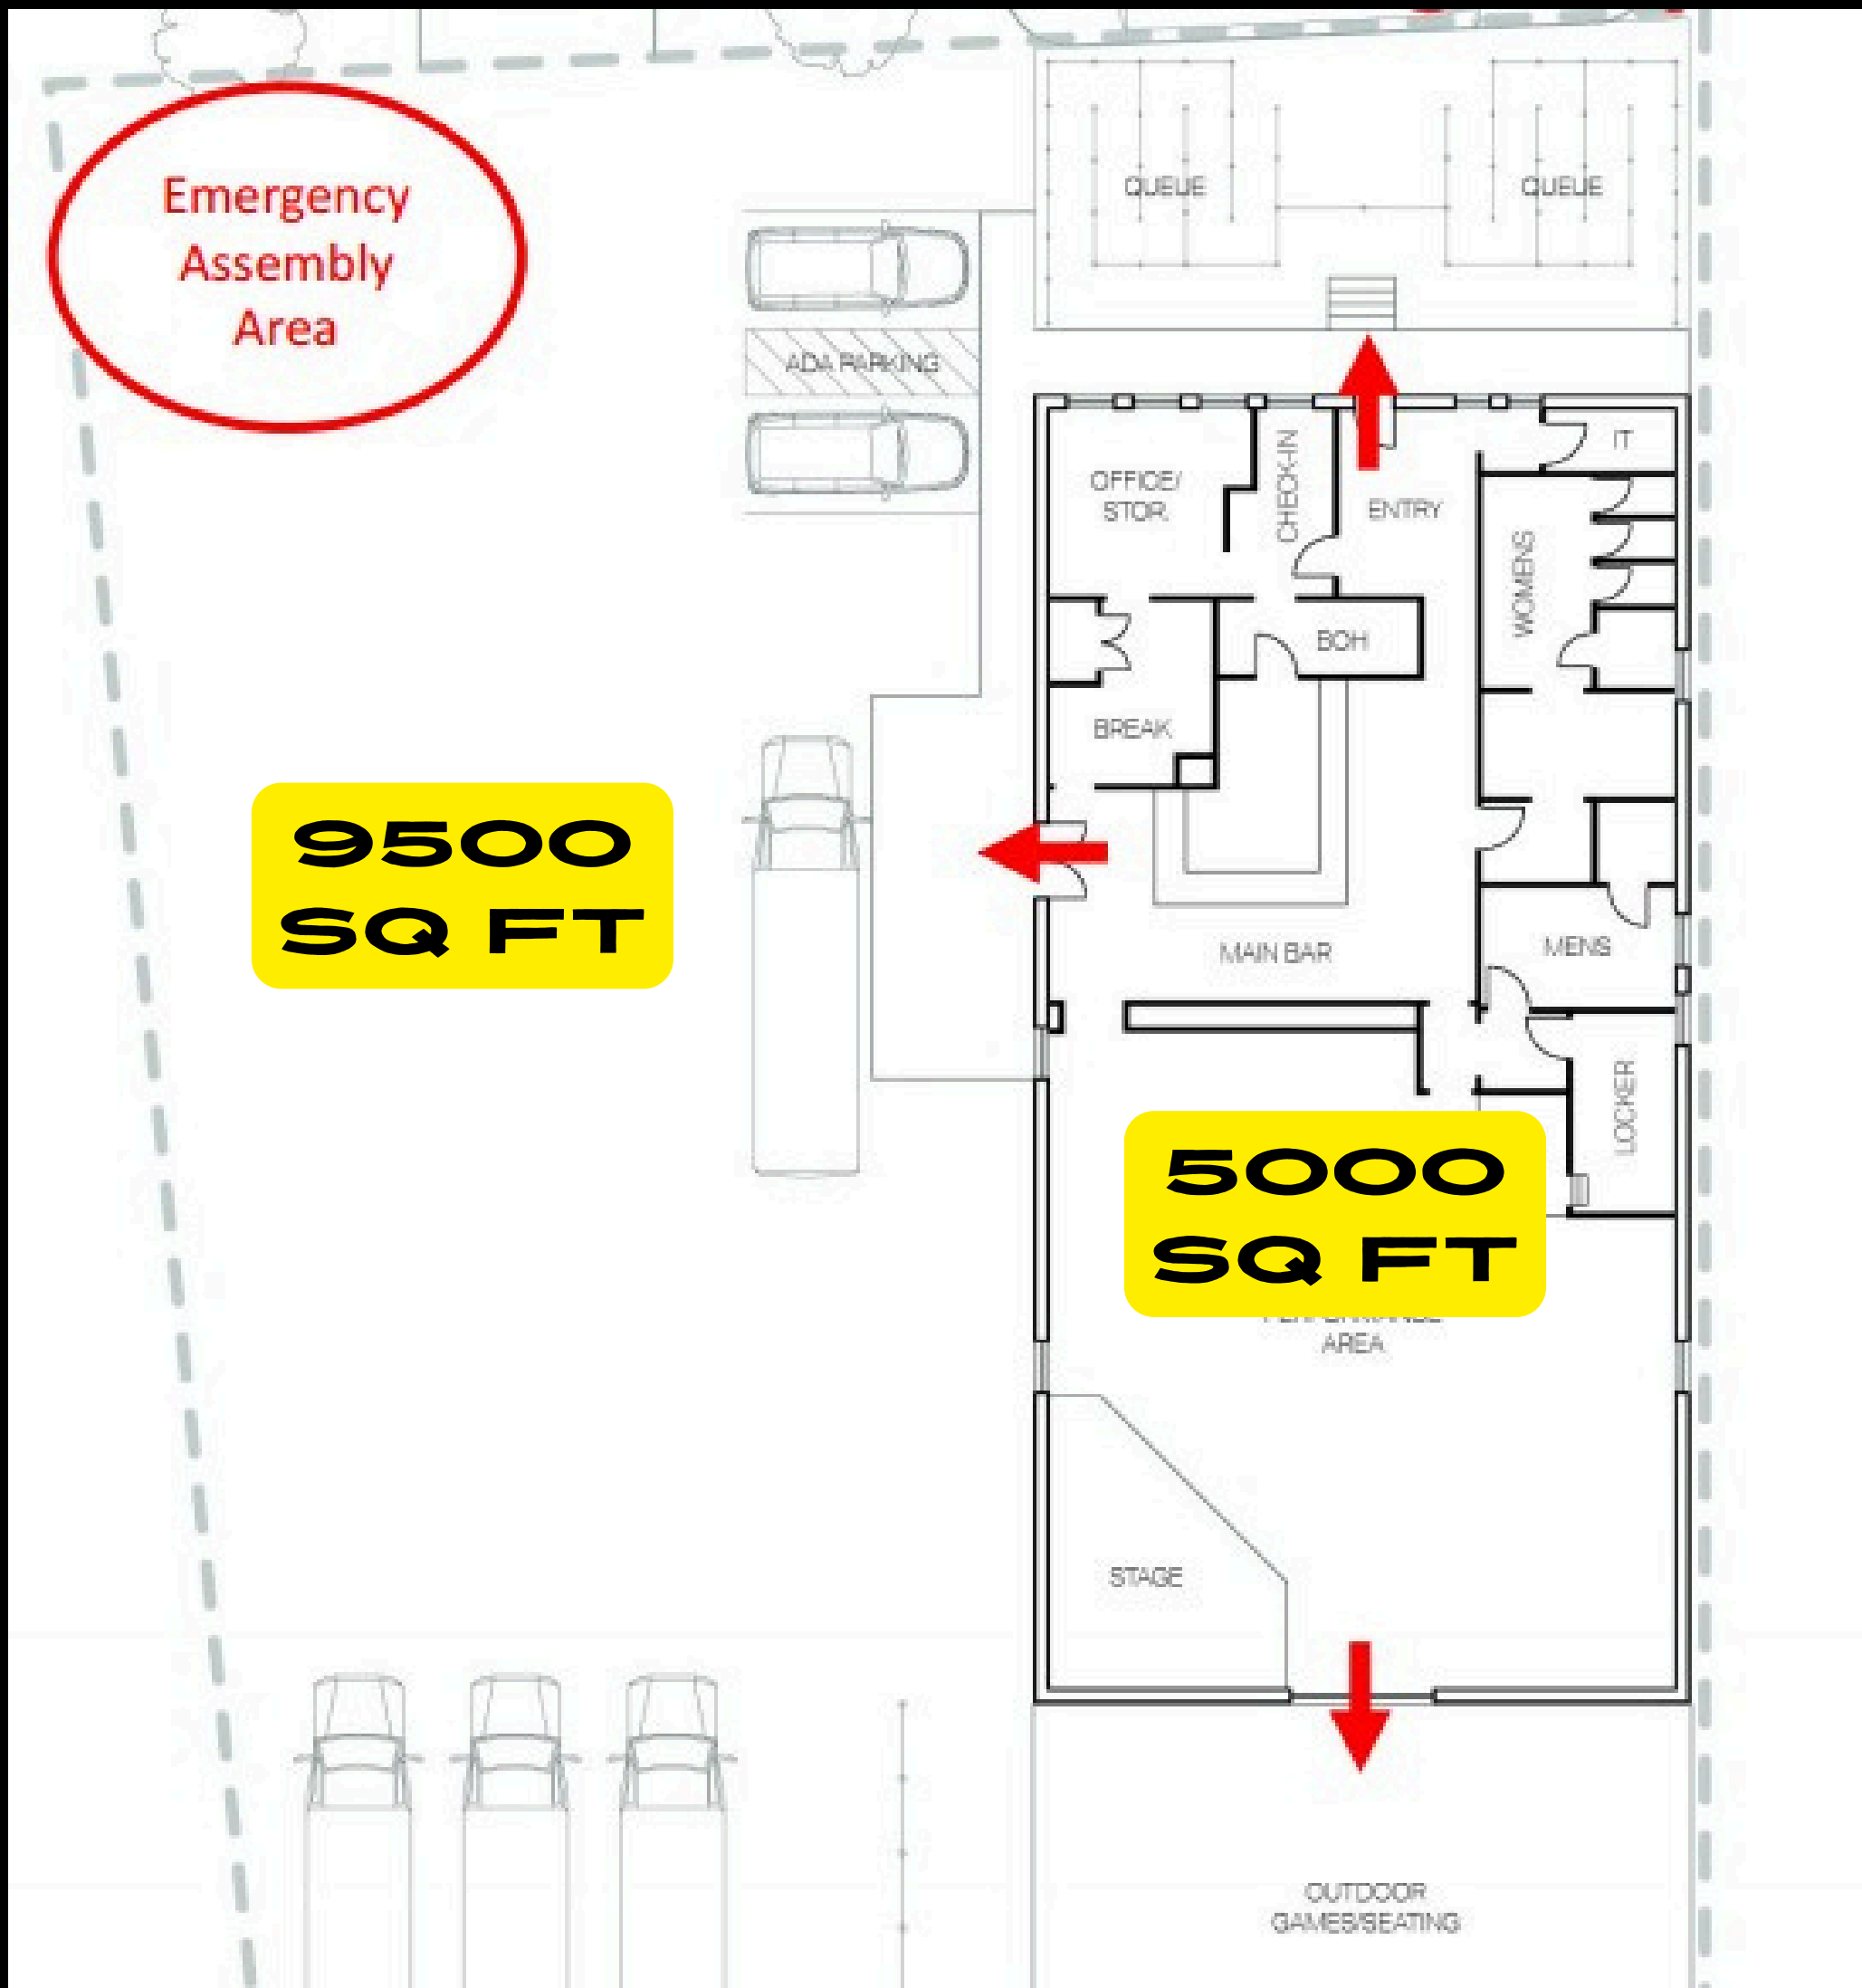 Emergency
Assembly
Area
QUEUE
QUEUE
ADA PARKING
OFFICE/
STOR.
CHECK-IN
ENTRY
IT
WOMENS
BOH
BREAK
9500
SQ FT
MAIN BAR
MENS
LOCKER
5000
SQ FT
AREA
STAGE
OUTDOOR
GAMES/SEATING